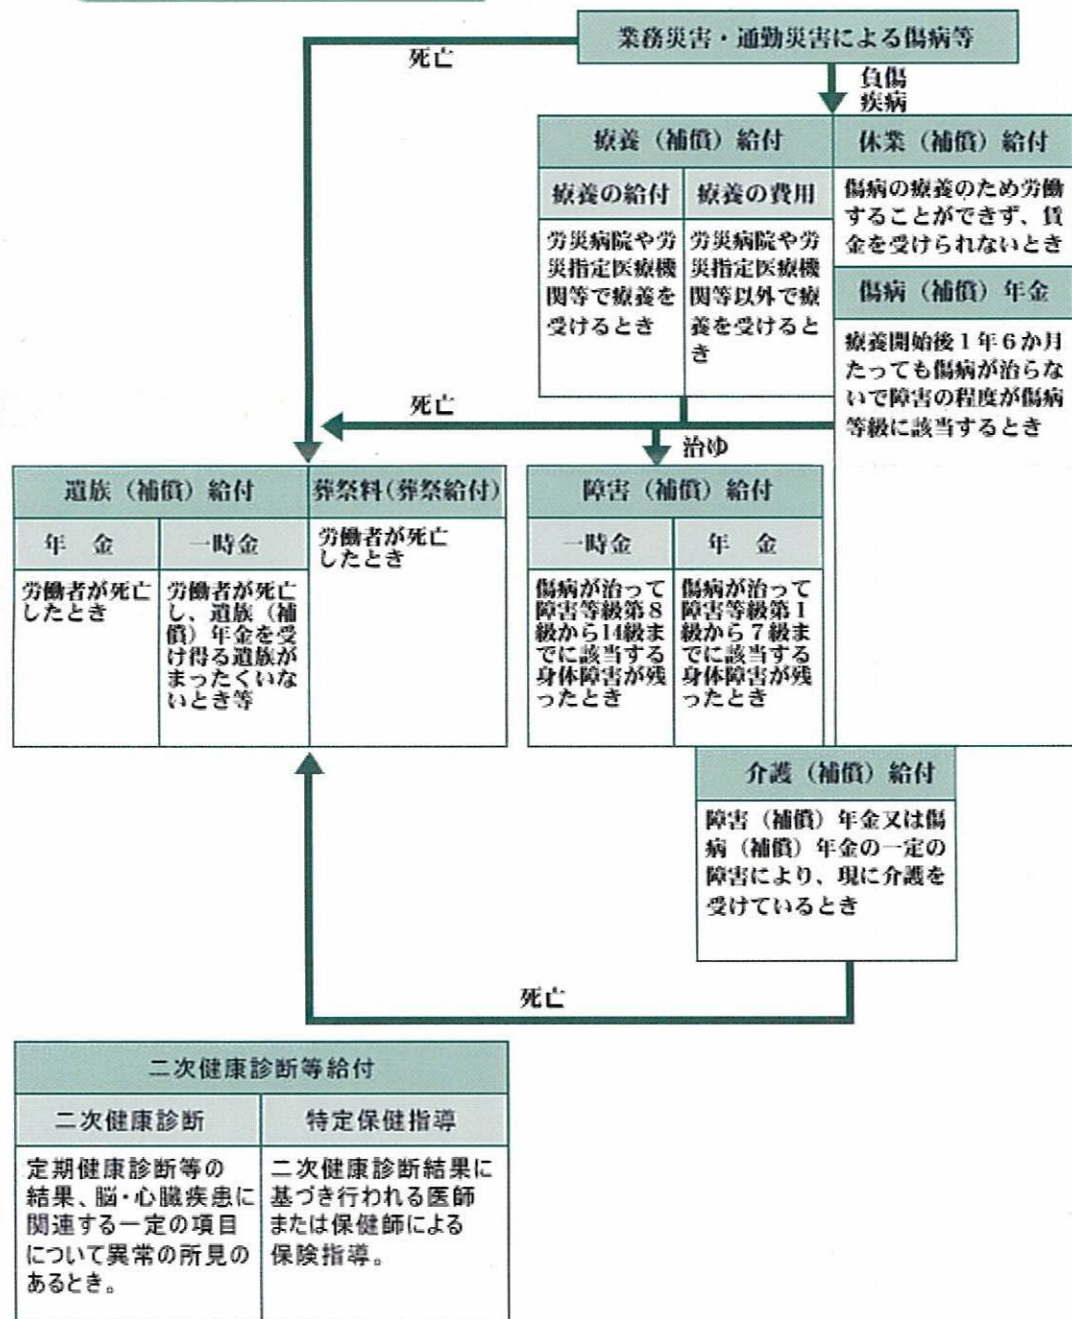 業務災害・通勤災害による傷病等
死亡
負傷
疾病
療養（補償）給付
療養の給付
労災病院や労
災指定医療機
関等で療養を
受けるとき
療養の費用
労災病院や労
災指定医療機
関等以外で療
養を受けると
き
休業（補償）給付
傷病の療養のため労働
することができず、賃
金を受けられないとき
傷病（補償）年金
療養開始後１年６か月
たっても傷病が治らな
いで障害の程度が傷病
等級に該当するとき
死亡
治ゆ
遺族（補償）給付
年　金
労働者が死亡
したとき
一時金
労働者が死亡
し、遺族（補
償）年金を受
け得る遺族が
まったくいな
いとき等
葬祭料(葬祭給付)
労働者が死亡
したとき
障害（補償）給付
一時金
傷病が治って
障害等級第８
級から14級ま
でに該当する
身体障害が残
ったとき
年　金
傷病が治って
障害等級第１
級から７級ま
でに該当する
身体障害が残
ったとき
介護（補償）給付
障害（補償）年金又は傷
病（補償）年金の一定の
障害により、現に介護を
受けているとき
死亡
二次健康診断等給付
二次健康診断
定期健康診断等の
結果、脳・心臓疾患に
関連する一定の項目
について異常の所見の
あるとき。
特定保健指導
二次健康診断結果に
基づき行われる医師
または保健師による
保険指導。